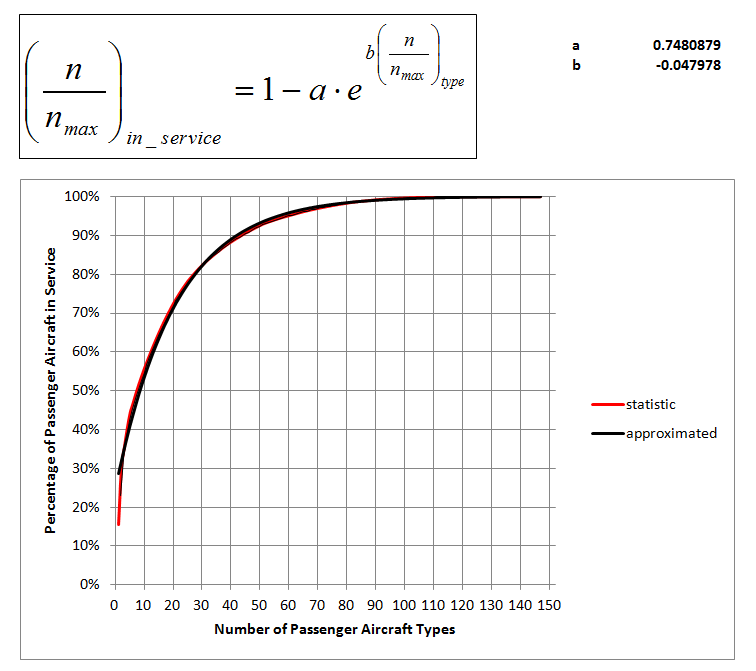 (n / n_max)in_service = 1 − a · e^b(n / n_max)type
a 0.7480879
b -0.047978
100%
90%
80%
70%
60%
50%
40%
30%
20%
10%
0%
Percentage of Passenger Aircraft in Service
statistic
approximated
0 10 20 30 40 50 60 70 80 90 100 110 120 130 140 150
Number of Passenger Aircraft Types